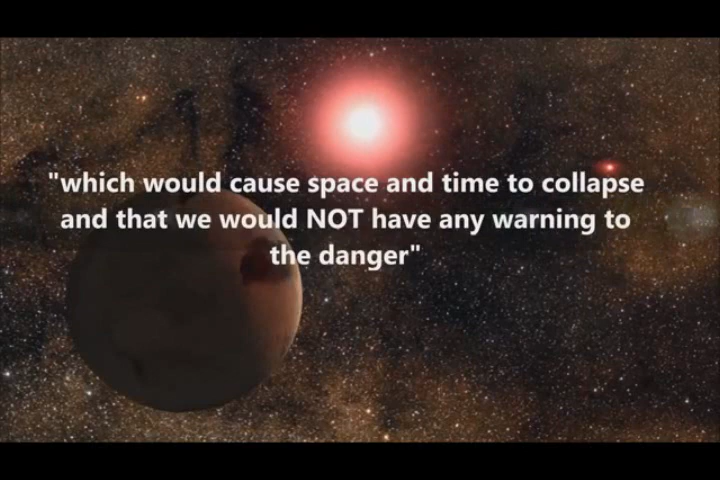 "which would cause space and time to collapse
and that we would NOT have any warning to
the danger"